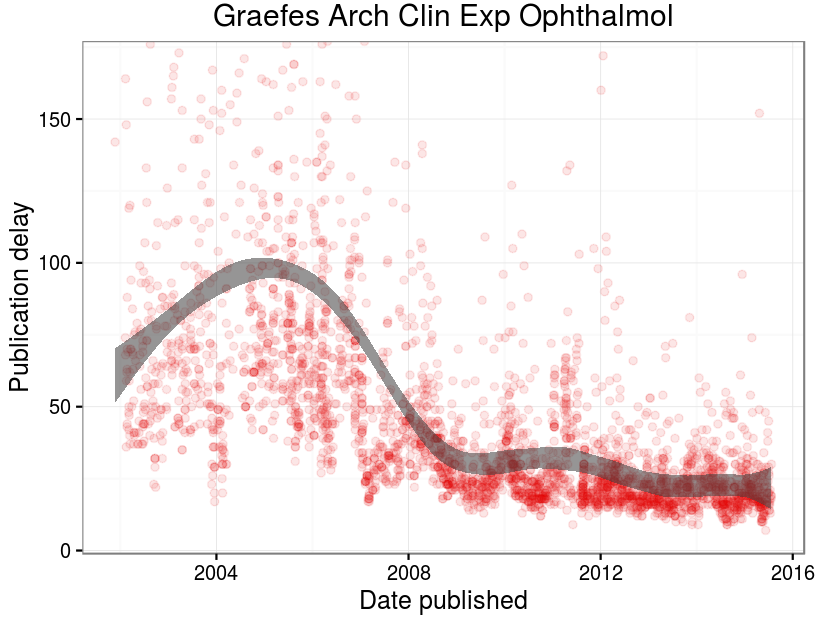 Graefes Arch Clin Exp Ophthalmol
Publication delay
150
100
50
0
2004 2008 2012 2016
Date published